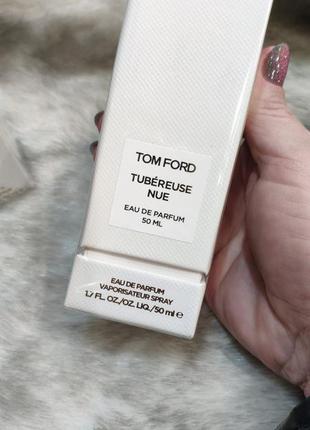 TOM FORD
TUBÉREUSE
NUE
EAU DE PARFUM
50 ML
EAU DE PARFUM
VAPORISATEUR SPRAY
1.7 FL. OZ./OZ. LIQ./50 ml ℮